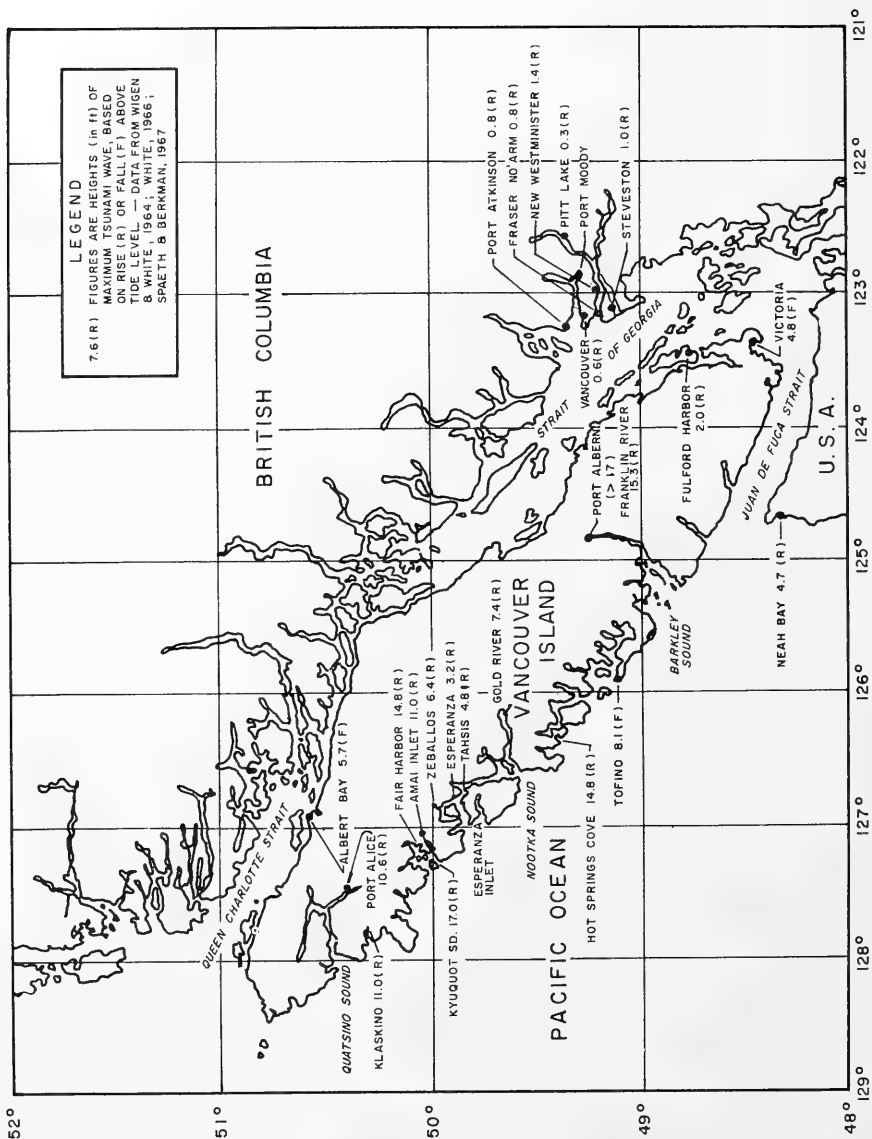 LEGEND
7.6(R) FIGURES ARE HEIGHTS (in ft) OF
MAXIMUM TSUNAMI WAVE, BASED
ON RISE (R) OR FALL (F) ABOVE
TIDE LEVEL. — DATA FROM WIGEN
& WHITE, 1964; WHITE, 1966;
SPAETH & BERKMAN, 1967
BRITISH COLUMBIA
PORT ATKINSON 0.8(R)
FRASER NO'ARM 0.8(R)
NEW WESTMINISTER 1.4(R)
PITT LAKE 0.3(R)
PORT MOODY
STEVESTON 1.0(R)
STRAIT OF GEORGIA
VANCOUVER
0.6(R)
VICTORIA
4.8(F)
FULFORD HARBOR
2.0(R)
JUAN DE FUCA STRAIT
U.S.A.
PORT ALBERNI
(>17)
FRANKLIN RIVER
15.3(R)
NEAH BAY 4.7 (R)
BARKLEY
SOUND
VANCOUVER
ISLAND
GOLD RIVER 7.4(R)
TOFINO 8.1(F)
HOT SPRINGS COVE 14.8(R)
NOOTKA SOUND
PACIFIC OCEAN
QUEEN CHARLOTTE STRAIT
ALBERT BAY 5.7(F)
FAIR HARBOR 14.8(R)
AMAI INLET 11.0(R)
ZEBALLOS 6.4(R)
ESPERANZA 3.2(R)
TAHSIS 4.8(R)
ESPERANZA
INLET
PORT ALICE
10.6(R)
KYUQUOT SD. 17.0(R)
QUATSINO SOUND
KLASKINO 11.0(R)
52°
51°
50°
49°
48°
129°
128°
127°
126°
125°
124°
123°
122°
121°